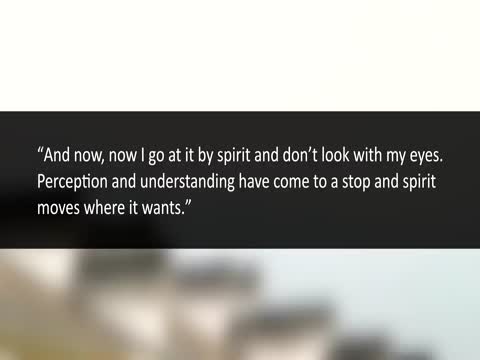 “And now, now I go at it by spirit and don’t look with my eyes.
Perception and understanding have come to a stop and spirit
moves where it wants.”